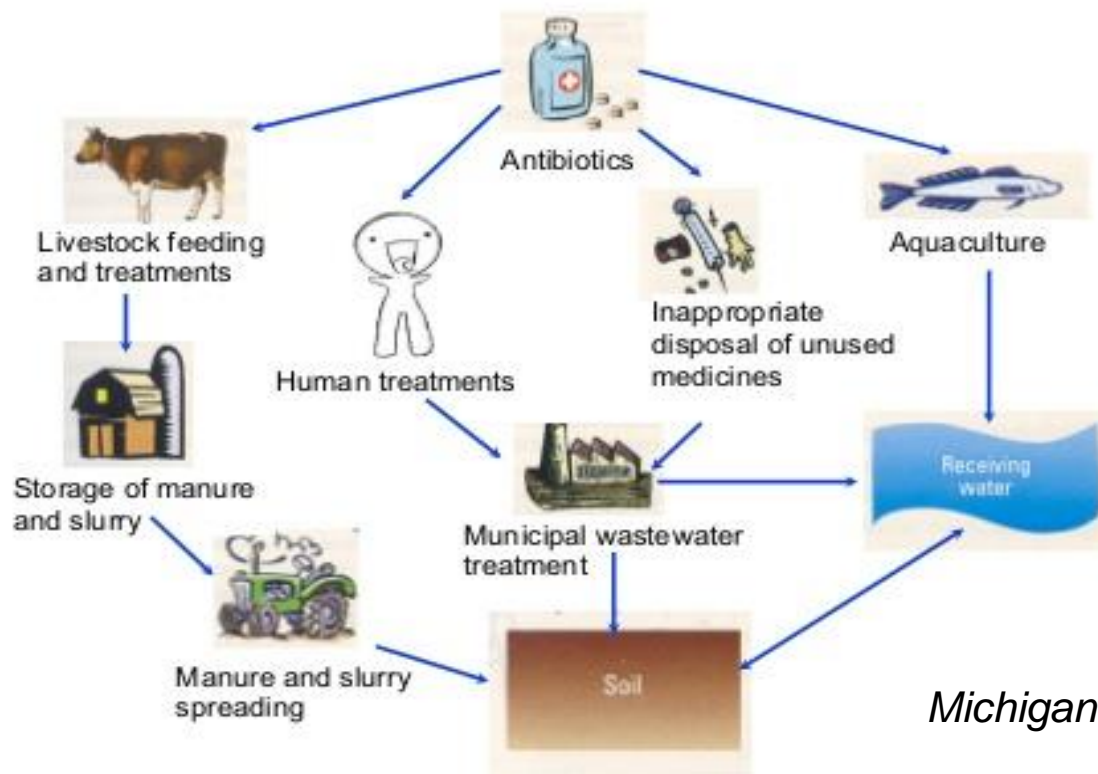 Antibiotics
Livestock feeding
and treatments
Aquaculture
Human treatments
Inappropriate
disposal of unused
medicines
Storage of manure
and slurry
Receiving
water
Municipal wastewater
treatment
Manure and slurry
spreading
Soil
Michigan